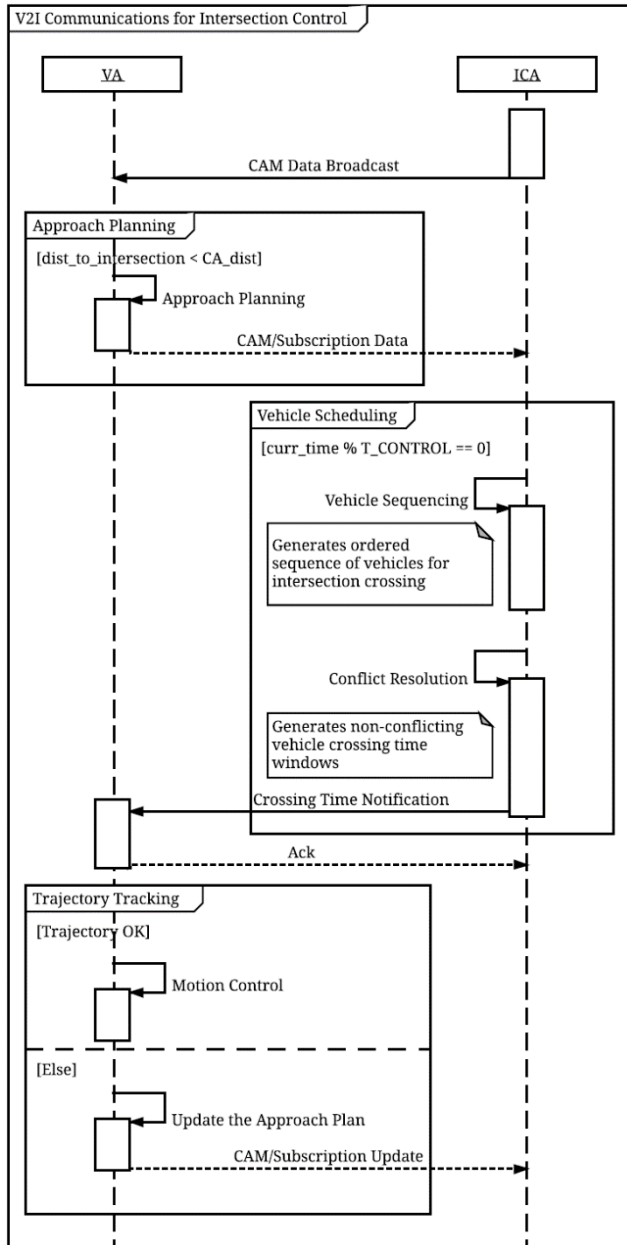 V2I Communications for Intersection Control
VA
ICA
CAM Data Broadcast
Approach Planning
[dist_to_intersection < CA_dist]
Approach Planning
CAM/Subscription Data
Vehicle Scheduling
[curr_time % T_CONTROL == 0]
Vehicle Sequencing
Generates ordered
sequence of vehicles for
intersection crossing
Conflict Resolution
Generates non-conflicting
vehicle crossing time
windows
Crossing Time Notification
Ack
Trajectory Tracking
[Trajectory OK]
Motion Control
[Else]
Update the Approach Plan
CAM/Subscription Update